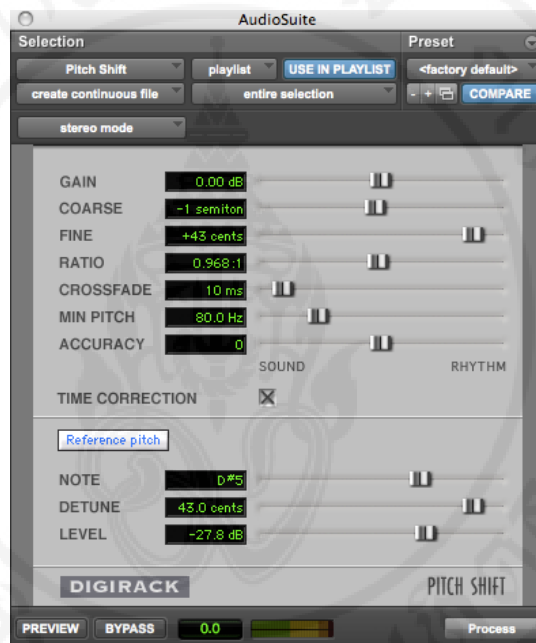 AudioSuite
Selection
Preset
Pitch Shift playlist USE IN PLAYLIST <factory default>
create continuous file entire selection - + COMPARE
stereo mode
GAIN 0.00 dB
COARSE -1 semiton
FINE +43 cents
RATIO 0.968:1
CROSSFADE 10 ms
MIN PITCH 80.0 Hz
ACCURACY 0
SOUND RHYTHM
TIME CORRECTION
Reference pitch
NOTE D#5
DETUNE 43.0 cents
LEVEL -27.8 dB
DIGIRACK PITCH SHIFT
PREVIEW BYPASS 0.0 Process